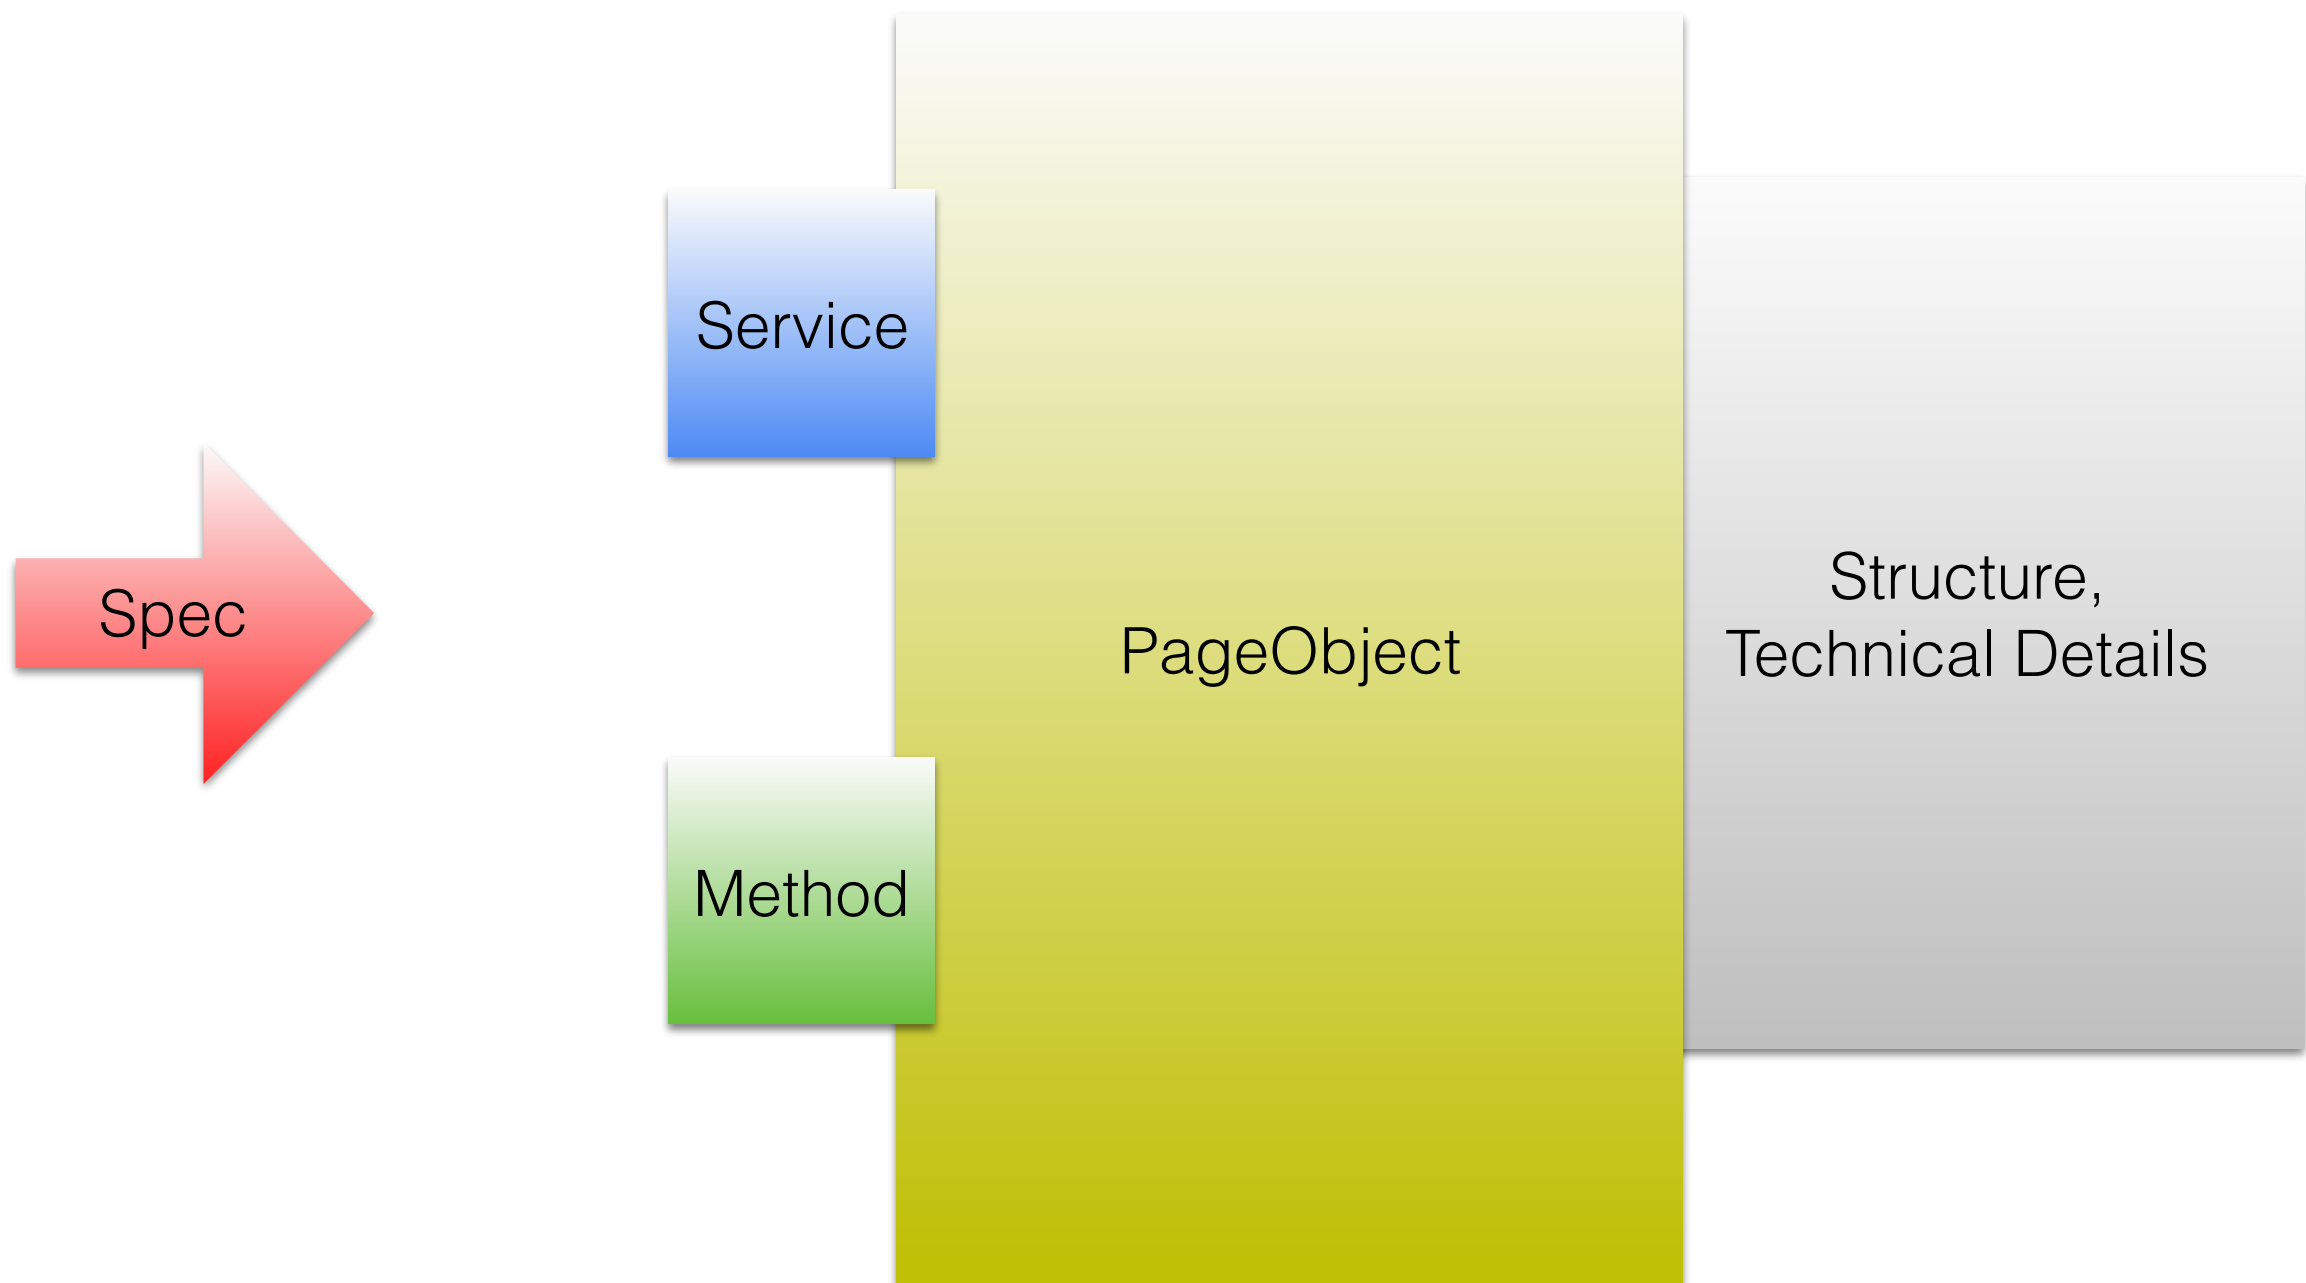 Service
Spec
PageObject
Structure,
Technical Details
Method